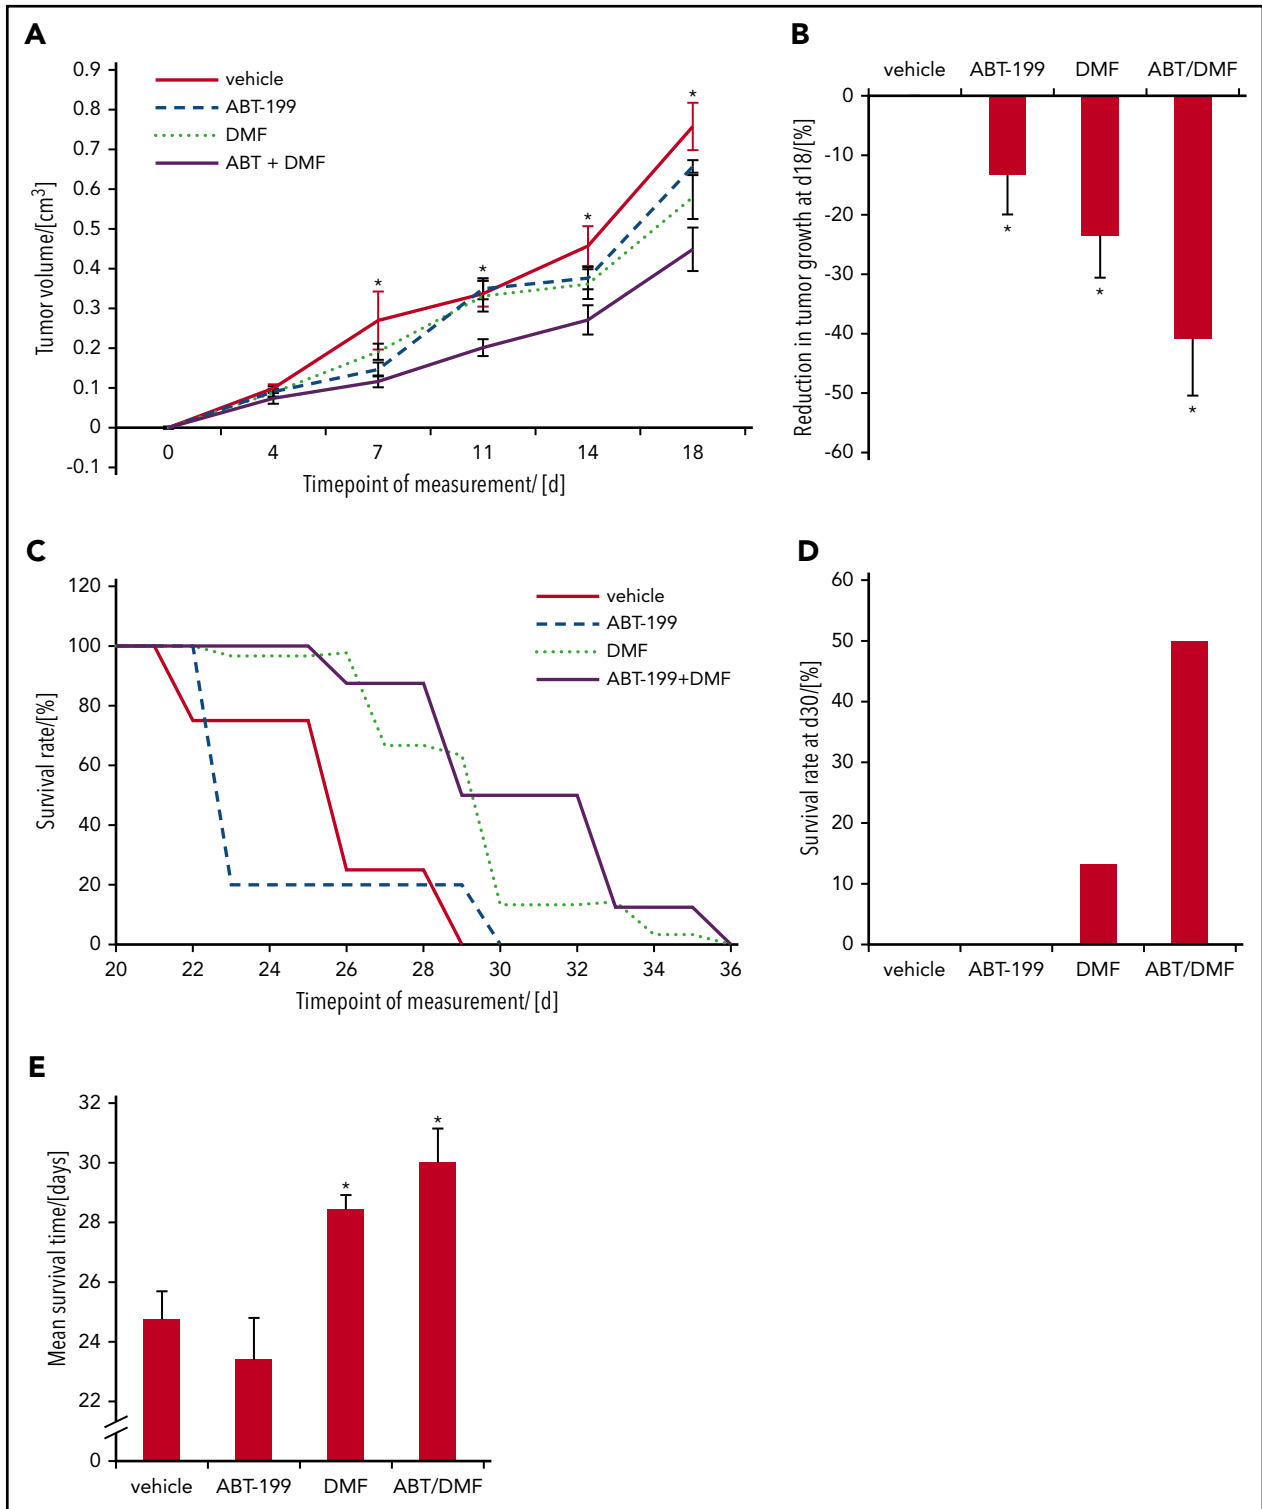 A
Tumor volume/[cm³]
0.9
0.8
0.7
0.6
0.5
0.4
0.3
0.2
0.1
0
-0.1
vehicle
ABT-199
DMF
ABT + DMF
* * * *
0 4 7 11 14 18
Timepoint of measurement/ [d]
B
vehicle ABT-199 DMF ABT/DMF
Reduction in tumor growth at d18/[%]
0
-10
-20
-30
-40
-50
-60
* * *
C
Survival rate/[%]
120
100
80
60
40
20
0
vehicle
ABT-199
DMF
ABT-199+DMF
20 22 24 26 28 30 32 34 36
Timepoint of measurement/ [d]
D
Survival rate at d30/[%]
60
50
40
30
20
10
0
vehicle ABT-199 DMF ABT/DMF
E
Mean survival time/[days]
32
30
28
26
24
22
0
* *
vehicle ABT-199 DMF ABT/DMF